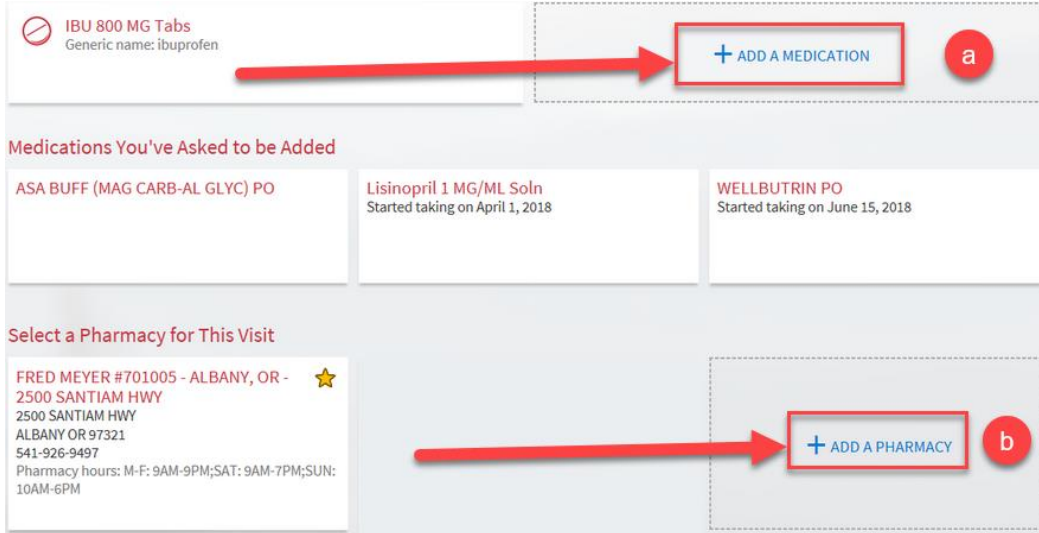 IBU 800 MG Tabs
Generic name: ibuprofen
+ ADD A MEDICATION
a
Medications You've Asked to be Added
ASA BUFF (MAG CARB-AL GLYC) PO
Lisinopril 1 MG/ML Soln
Started taking on April 1, 2018
WELLBUTRIN PO
Started taking on June 15, 2018
Select a Pharmacy for This Visit
FRED MEYER #701005 - ALBANY, OR -
2500 SANTIAM HWY
2500 SANTIAM HWY
ALBANY OR 97321
541-926-9497
Pharmacy hours: M-F: 9AM-9PM;SAT: 9AM-7PM;SUN:
10AM-6PM
+ ADD A PHARMACY
b